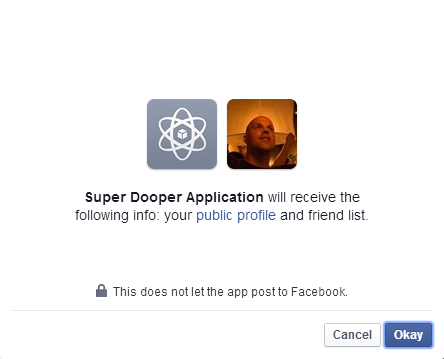 Super Dooper Application will receive the
following info: your public profile and friend list.
This does not let the app post to Facebook.
Cancel
Okay